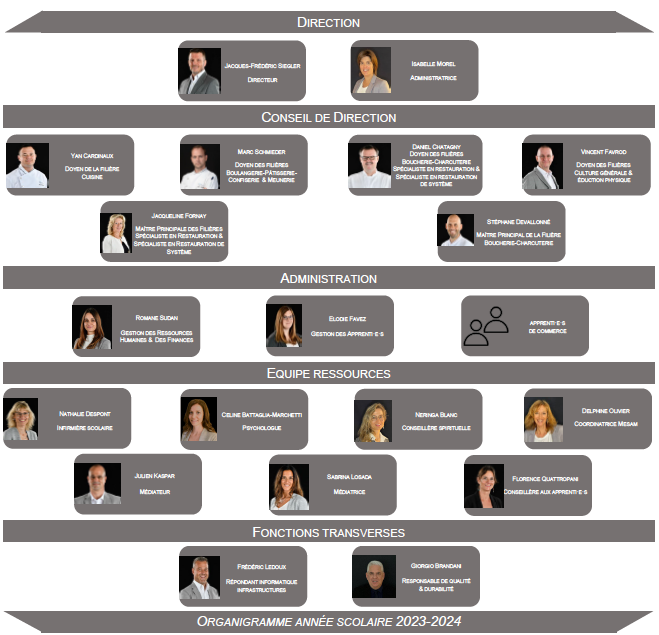 DIRECTION
JACQUES-FRÉDÉRIC SIEGLER
DIRECTEUR
ISABELLE MOREL
ADMINISTRATRICE
CONSEIL DE DIRECTION
YAN CARDINAUX
DOYEN DE LA FILIÈRE
CUISINE
MARC SCHMIEDER
DOYEN DES FILIÈRES
BOULANGERIE-PÂTISSERIE-
CONFISERIE & MEUNERIE
DANIEL CHATAGNY
DOYEN DES FILIÈRES
BOUCHERIE-CHARCUTERIE
SPÉCIALISTE EN RESTAURATION &
SPÉCIALISTE EN RESTAURATION
DE SYSTÈME
VINCENT FAVROD
DOYEN DES FILIÈRES
CULTURE GÉNÉRALE &
ÉDUCTION PHYSIQUE
JACQUELINE FORNAY
MAÎTRE PRINCIPALE DES FILIÈRES
SPÉCIALISTE EN RESTAURATION &
SPÉCIALISTE EN RESTAURATION DE
SYSTÈME
STÉPHANE DEVALLONNÉ
MAÎTRE PRINCIPAL DE LA FILIÈRE
BOUCHERIE-CHARCUTERIE
ADMINISTRATION
ROMANE SUDAN
GESTION DES RESSOURCES
HUMAINES & DES FINANCES
ELODIE FAVEZ
GESTION DES APPRENTI·E·S
APPRENTI·E·S
DE COMMERCE
EQUIPE RESSOURCES
NATHALIE DESPONT
INFIRMIÈRE SCOLAIRE
CELINE BATTAGLIA-MARCHETTI
PSYCHOLOGUE
NERINGA BLANC
CONSEILLÈRE SPIRITUELLE
DELPHINE OLIVIER
COORDINATRICE MESAM
JULIEN KASPAR
MÉDIATEUR
SABRINA LOSADA
MÉDIATRICE
FLORENCE QUATTROPANI
CONSEILLÈRE AUX APPRENTI·E·S
FONCTIONS TRANSVERSES
FRÉDÉRIC LEDOUX
RÉPONDANT INFORMATIQUE
INFRASTRUCTURES
GIORGIO BRANDANI
RESPONSABLE DE QUALITÉ
& DURABILITÉ
ORGANIGRAMME ANNÉE SCOLAIRE 2023-2024